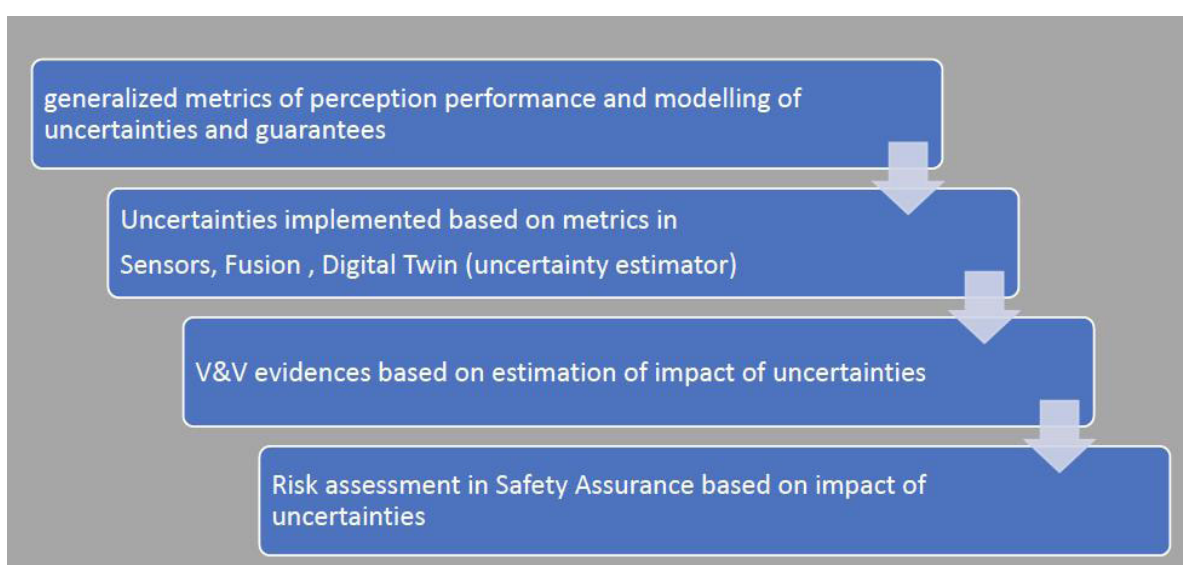 generalized metrics of perception performance and modelling of
uncertainties and guarantees
Uncertainties implemented based on metrics in
Sensors, Fusion , Digital Twin (uncertainty estimator)
V&V evidences based on estimation of impact of uncertainties
Risk assessment in Safety Assurance based on impact of
uncertainties